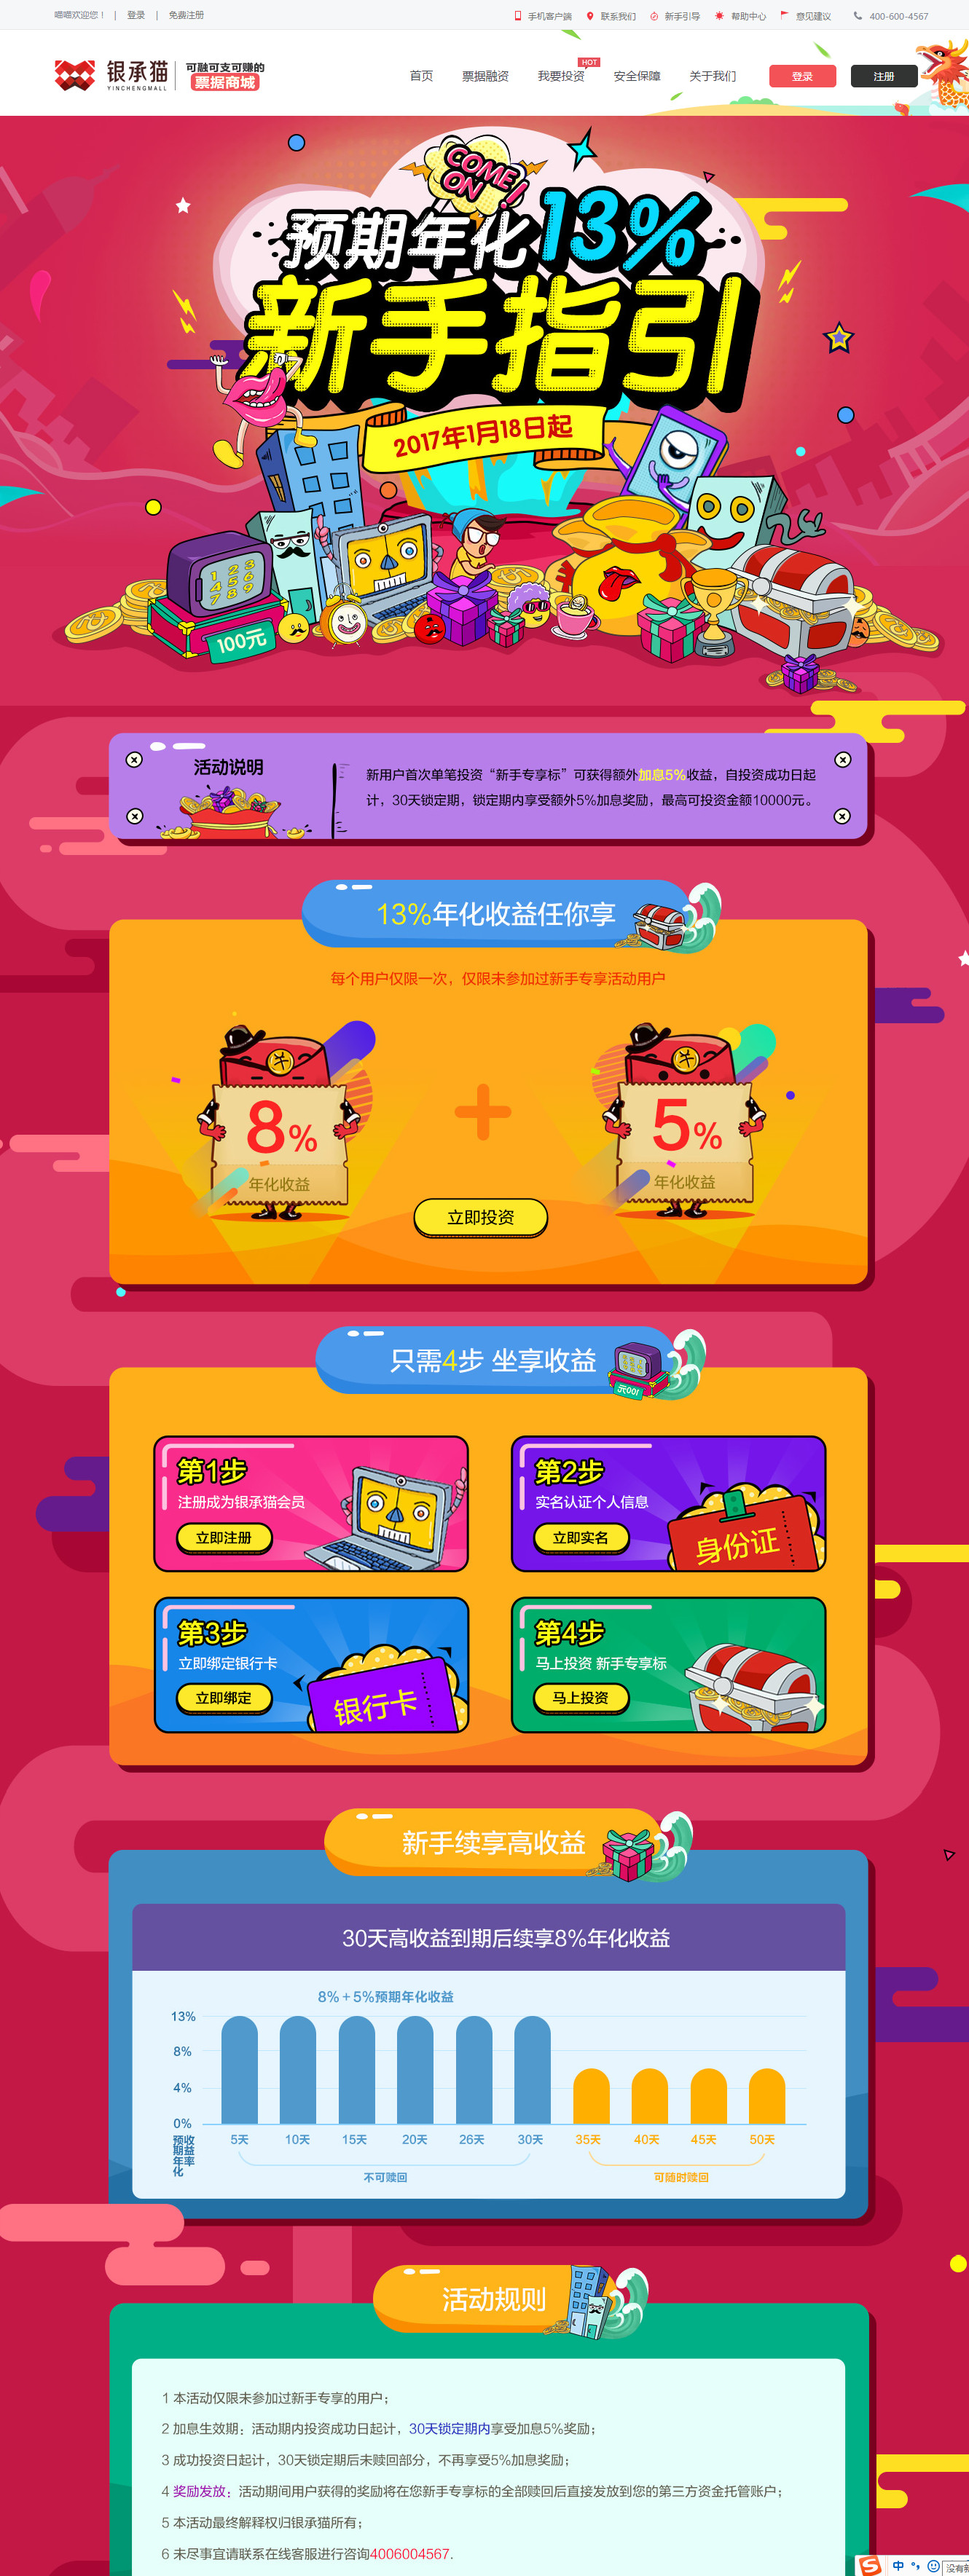 喵喵欢迎您！ | 登录 | 免费注册
手机客户端 联系我们 新手引导 帮助中心 意见建议 400-600-4567
银承猫
YINCHENGMALL
可融可支可赚的
票据商城
首页 票据融资 我要投资 HOT 安全保障 关于我们 登录 注册
COME ON!
预期年化13%
新手指引
2017年1月18日起
1 2 3
4 5 6
7 8 9
100元
活动说明
新用户首次单笔投资“新手专享标”可获得额外加息5%收益，自投资成功日起
计，30天锁定期，锁定期内享受额外5%加息奖励，最高可投资金额10000元。
13%年化收益任你享
每个用户仅限一次，仅限未参加过新手专享活动用户
8%
年化收益
+
5%
年化收益
立即投资
只需4步 坐享收益
第1步
注册成为银承猫会员
立即注册
第2步
实名认证个人信息
立即实名
身份证
第3步
立即绑定银行卡
立即绑定
银行卡
第4步
马上投资 新手专享标
马上投资
新手续享高收益
30天高收益到期后续享8%年化收益
8%+5%预期年化收益
13%
8%
4%
0%
预期年化
收益率
5天 10天 15天 20天 26天 30天 35天 40天 45天 50天
不可赎回 可随时赎回
活动规则
1 本活动仅限未参加过新手专享的用户；
2 加息生效期：活动期内投资成功日起计，30天锁定期内享受加息5%奖励；
3 成功投资日起计，30天锁定期后未赎回部分，不再享受5%加息奖励；
4 奖励发放：活动期间用户获得的奖励将在您新手专享标的全部赎回后直接发放到您的第三方资金托管账户；
5 本活动最终解释权归银承猫所有；
6 未尽事宜请联系在线客服进行咨询4006004567.
中
没有新